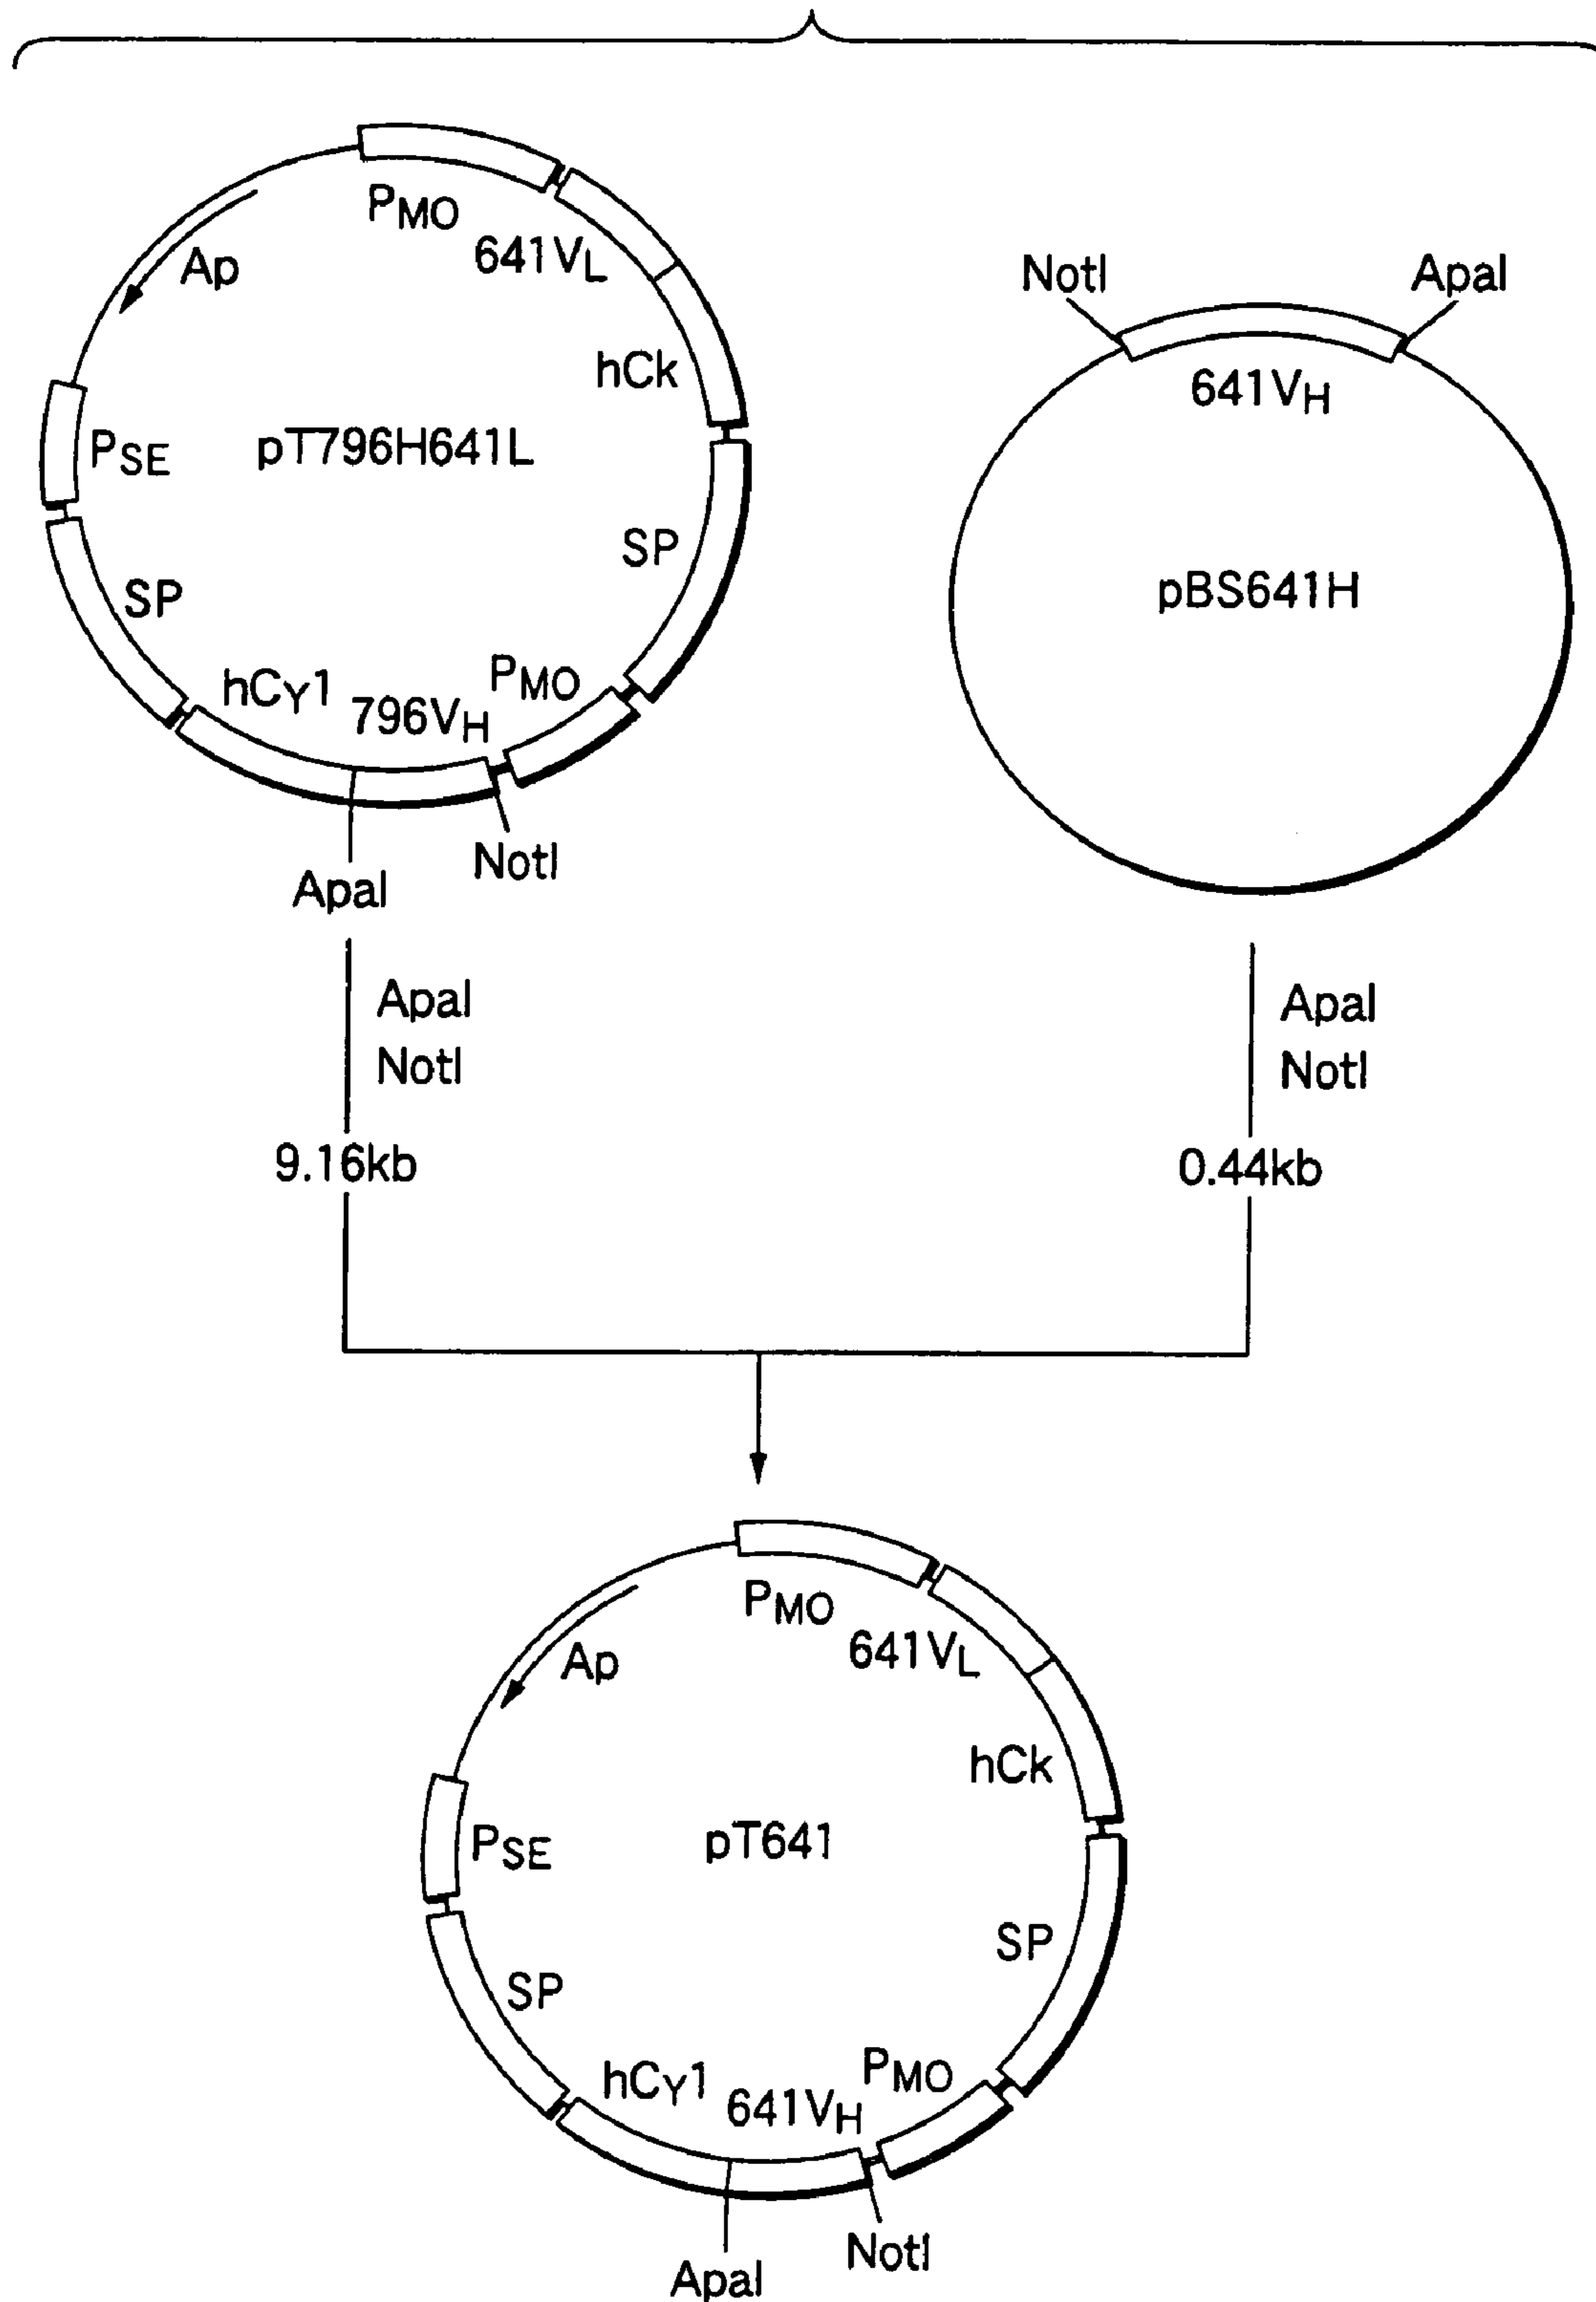 PMO
641VL
Ap
hCk
PSE
pT796H641L
SP
SP
PMO
hCγ1
796VH
NotI
ApaI
NotI
ApaI
641VH
pBS641H
ApaI
NotI
9.16kb
ApaI
NotI
0.44kb
PMO
641VL
Ap
hCk
PSE
pT641
SP
SP
PMO
hCγ1
641VH
NotI
ApaI